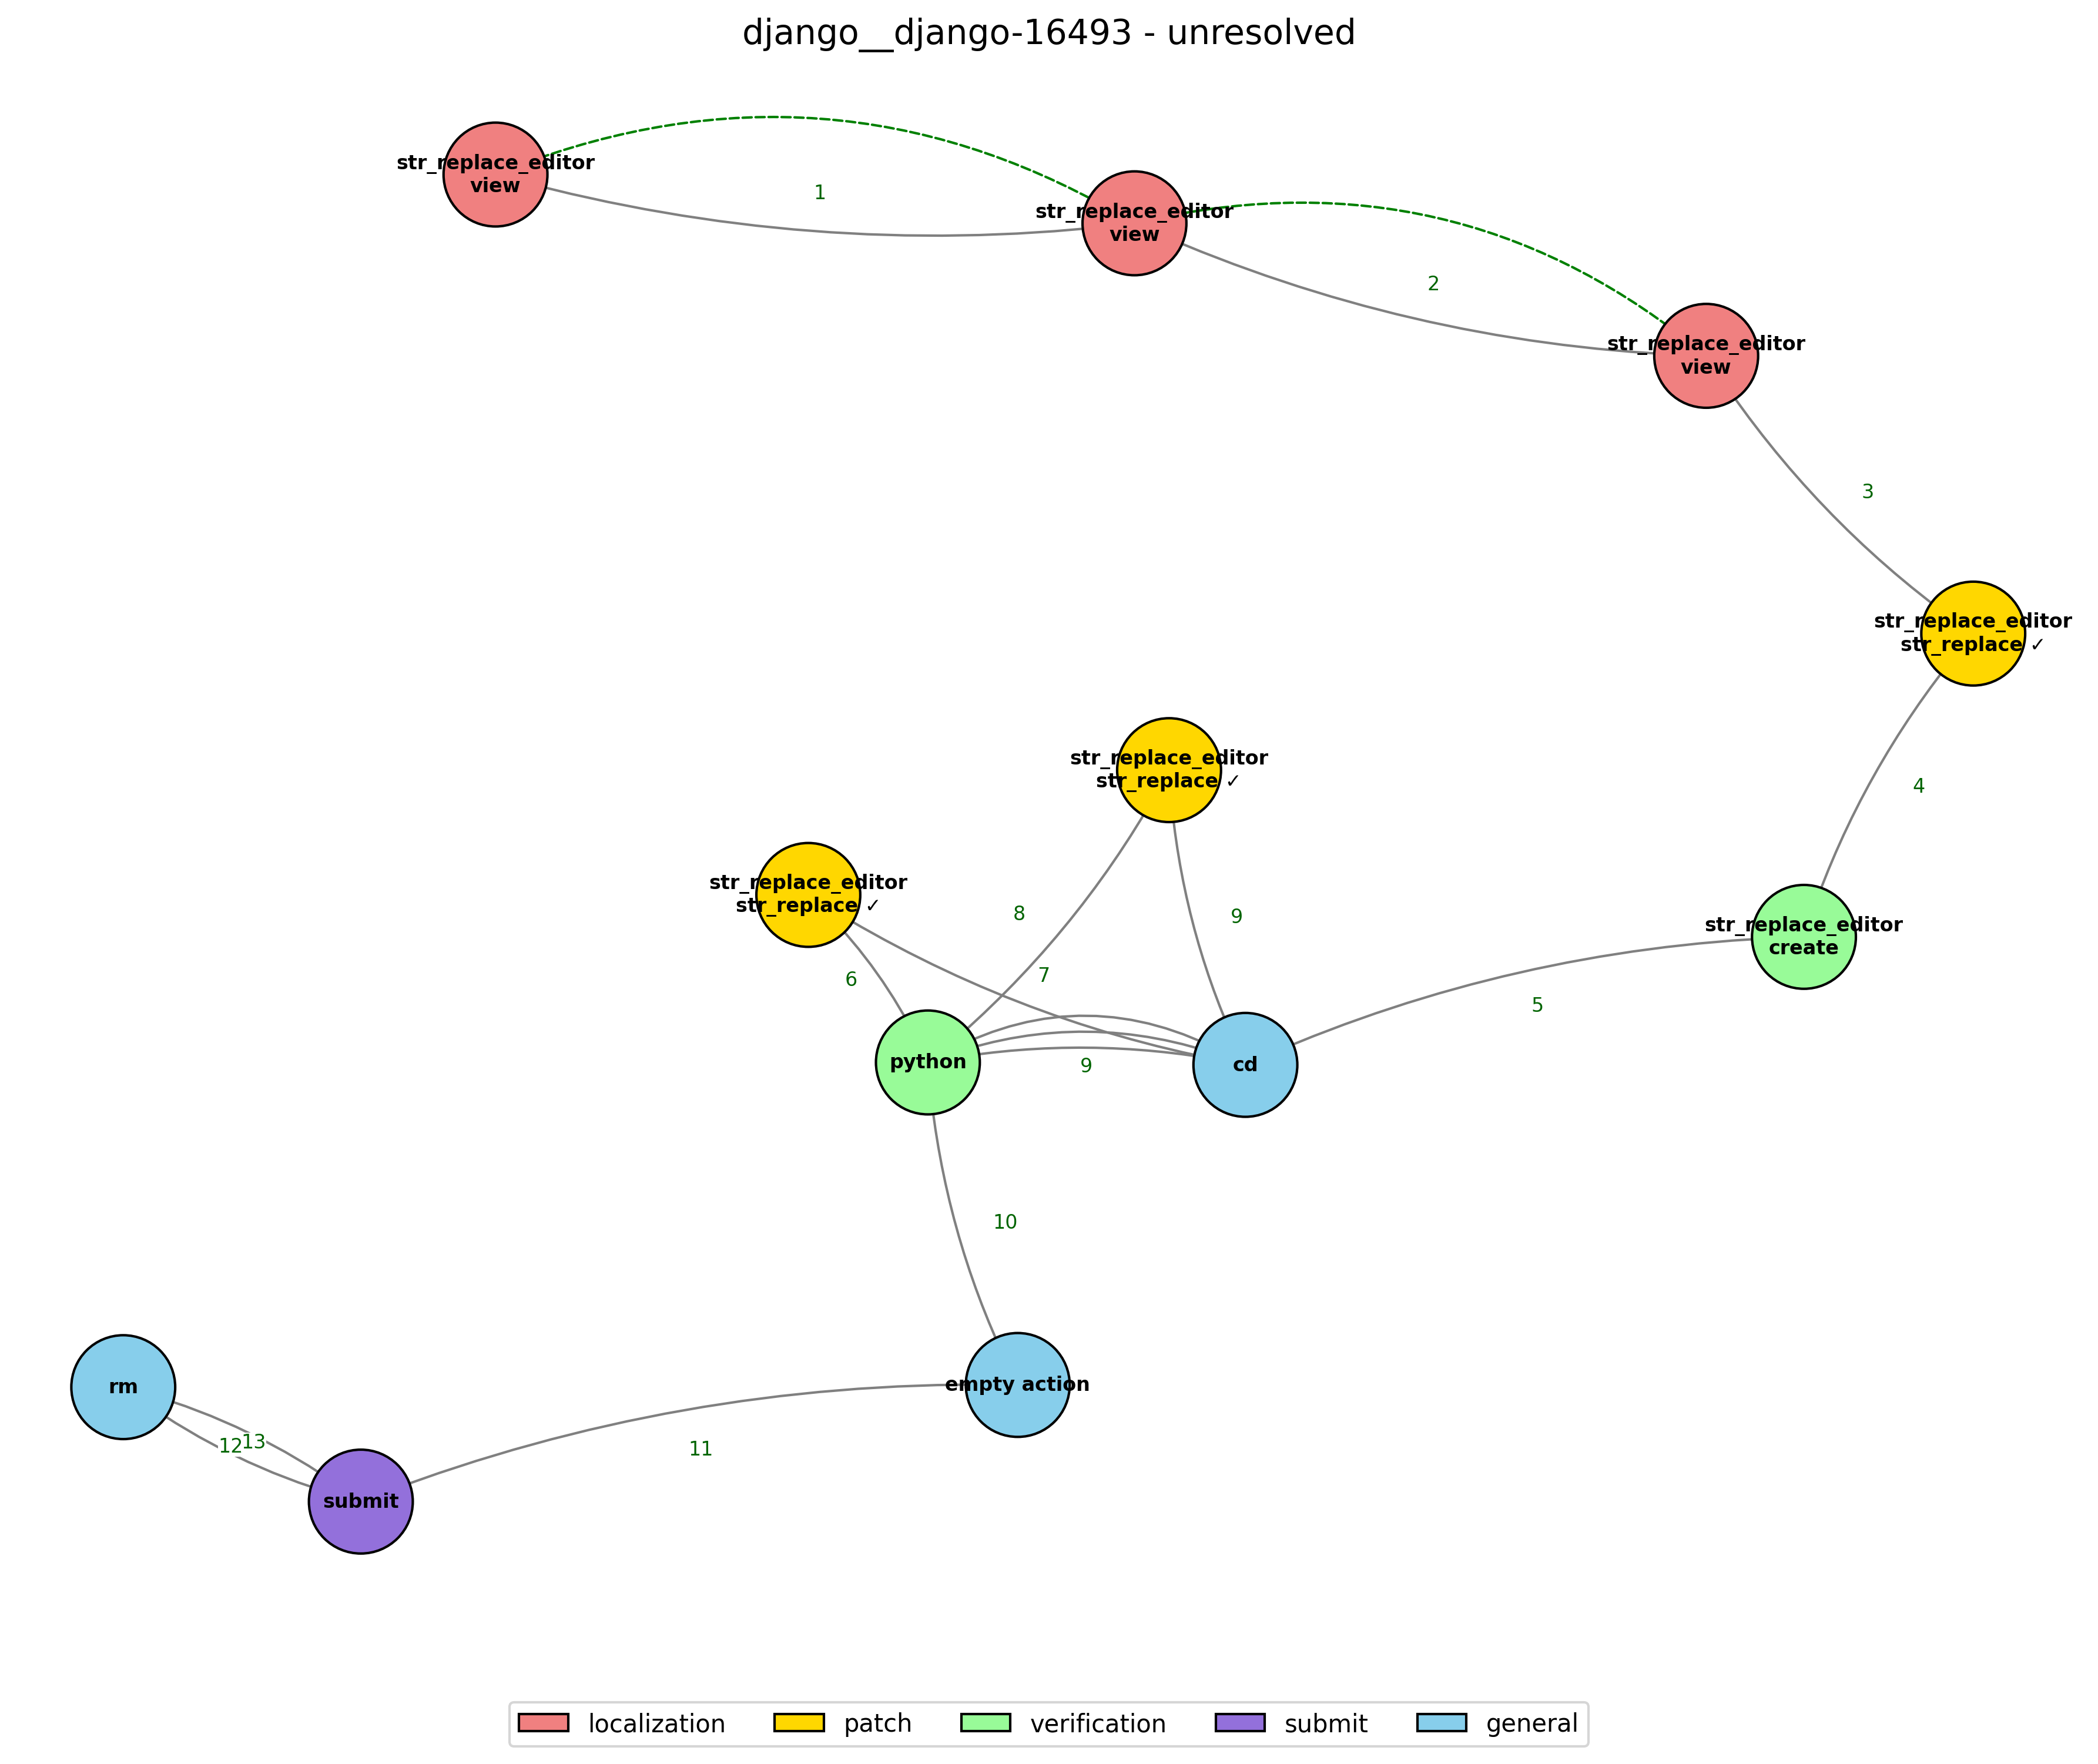 django__django-16493 - unresolved
str_replace_editor
view
1
str_replace_editor
view
2
str_replace_editor
view
3
str_replace_editor
str_replace ✓
4
str_replace_editor
str_replace ✓
str_replace_editor
str_replace ✓
8
9
str_replace_editor
create
6
7
5
python
9
cd
10
rm
empty action
12
13
11
submit
localization
patch
verification
submit
general